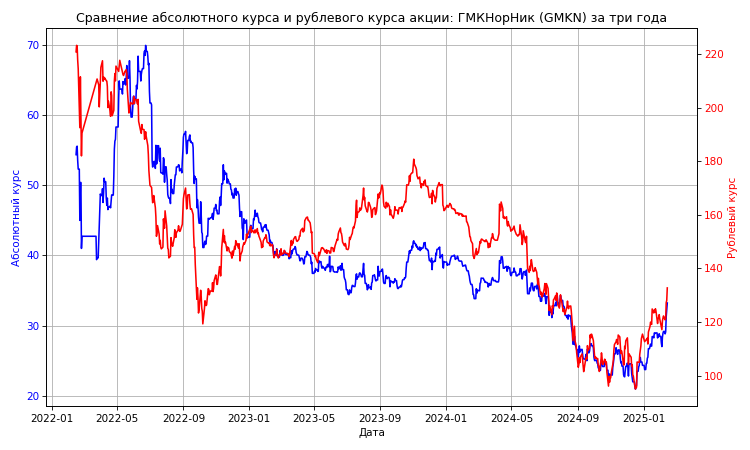 Сравнение абсолютного курса и рублевого курса акции: ГМКНорНик (GMKN) за три года
Абсолютный курс
70
60
50
40
30
20
220
200
180
160
140
120
100
Рублевый курс
2022-01 2022-05 2022-09 2023-01 2023-05 2023-09 2024-01 2024-05 2024-09 2025-01
Дата